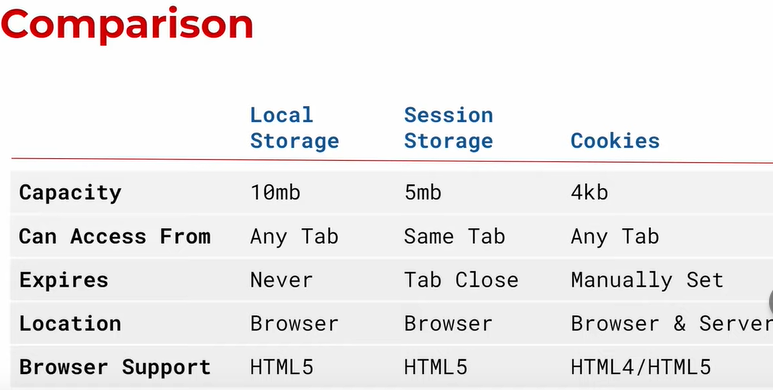 Comparison
Local Storage Session Storage Cookies
Capacity 10mb 5mb 4kb
Can Access From Any Tab Same Tab Any Tab
Expires Never Tab Close Manually Set
Location Browser Browser Browser & Server
Browser Support HTML5 HTML5 HTML4/HTML5